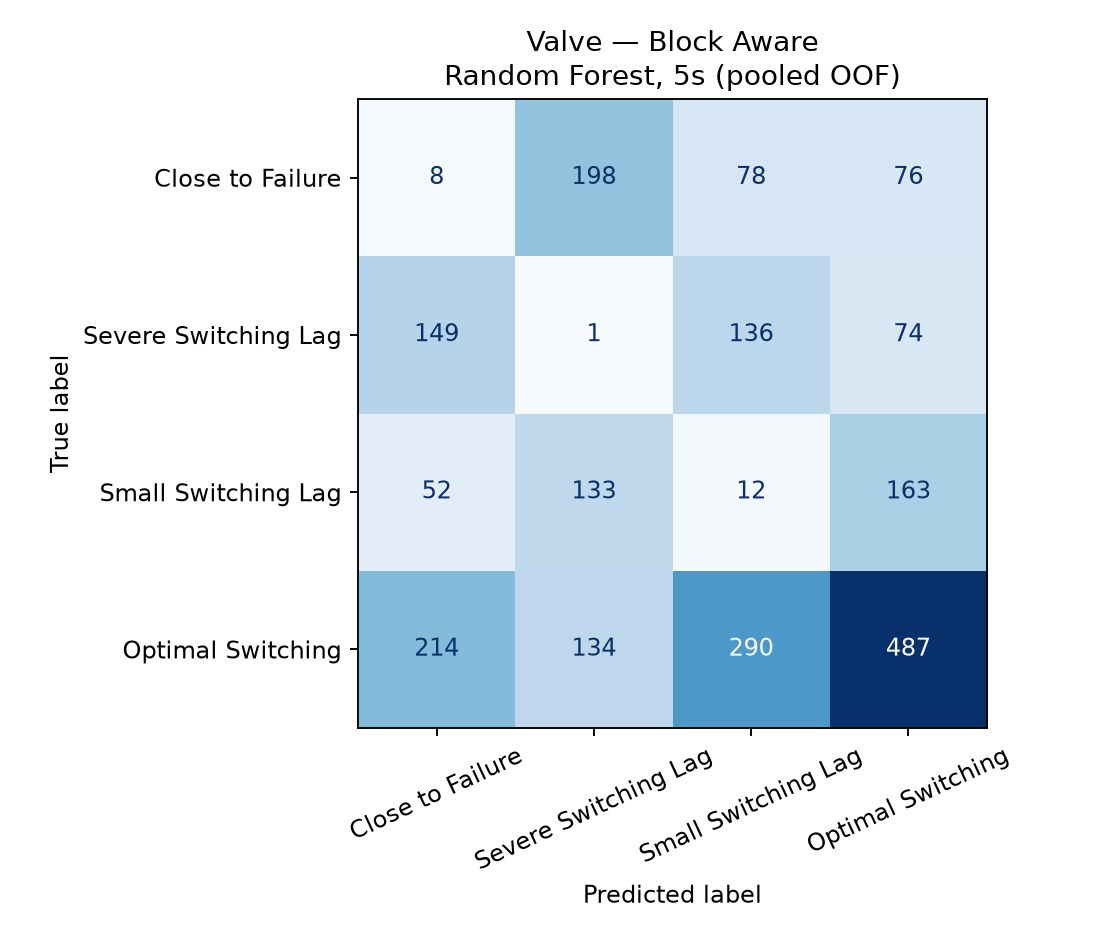 Valve — Block Aware
Random Forest, 5s (pooled OOF)
Close to Failure
8 198 78 76
Severe Switching Lag
149 1 136 74
True label
Small Switching Lag
52 133 12 163
Optimal Switching
214 134 290 487
Close to Failure
Severe Switching Lag
Small Switching Lag
Optimal Switching
Predicted label